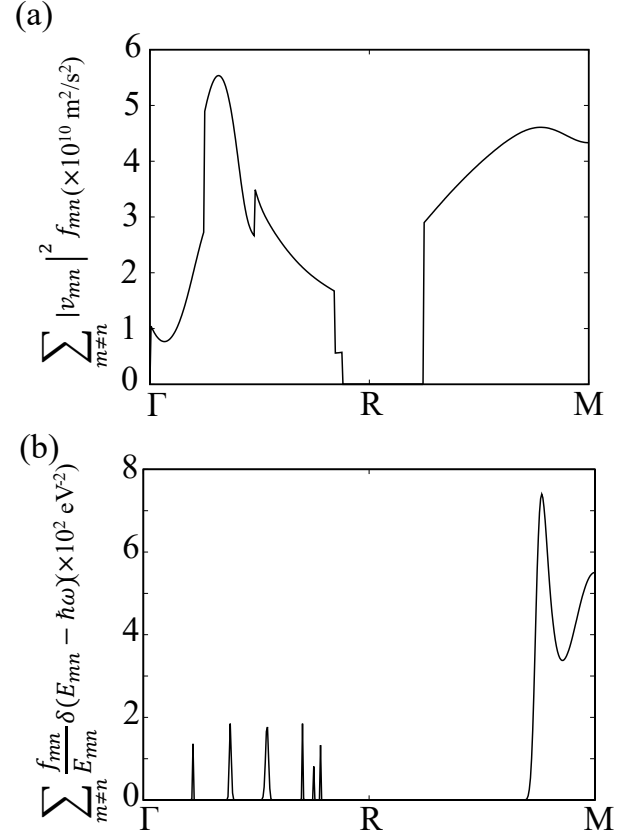 (a)
∑_{m≠n} |v_{mn}|^2 f_{mn} (×10^{10} m^2/s^2)
6
5
4
3
2
1
0
Γ R M
(b)
∑_{m≠n} \frac{f_{mn}}{E_{mn}} δ(E_{mn} − ħω)(×10^2 eV^{-2})
8
6
4
2
0
Γ R M